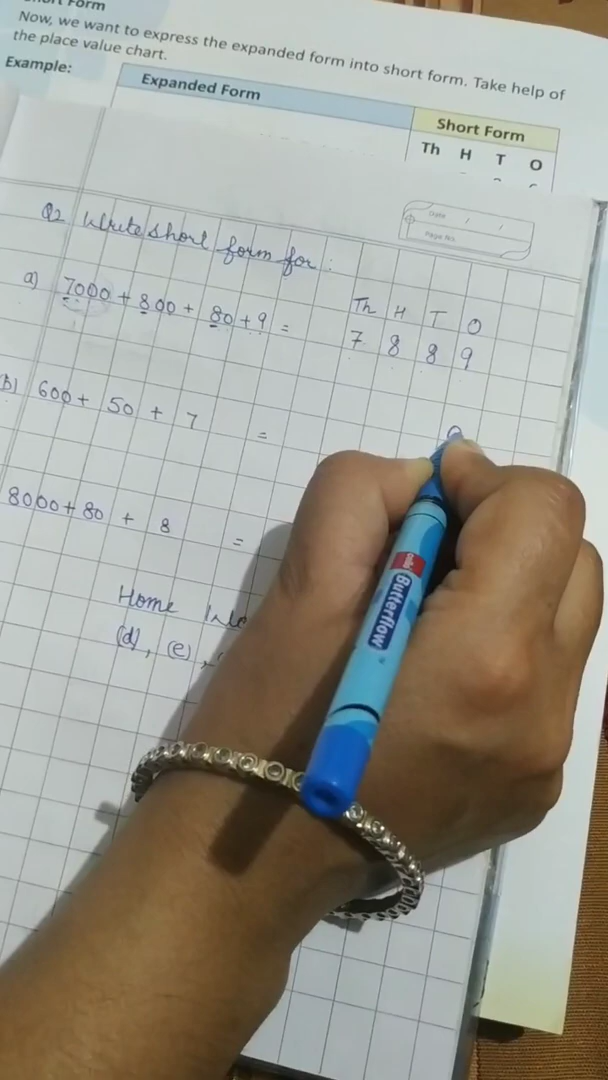 Short Form
Now, we want to express the expanded form into short form. Take help of
the place value chart.
Example:
Expanded Form
Short Form
Th H T O
Date / /
Page No.
Q2 Write short form for:
a) 7000 + 800 + 80 + 9 =
Th H T O
7 8 8 9
b) 600 + 50 + 7 =
8000 + 80 + 8 =
Home
(d), (e),
cello Butterflow